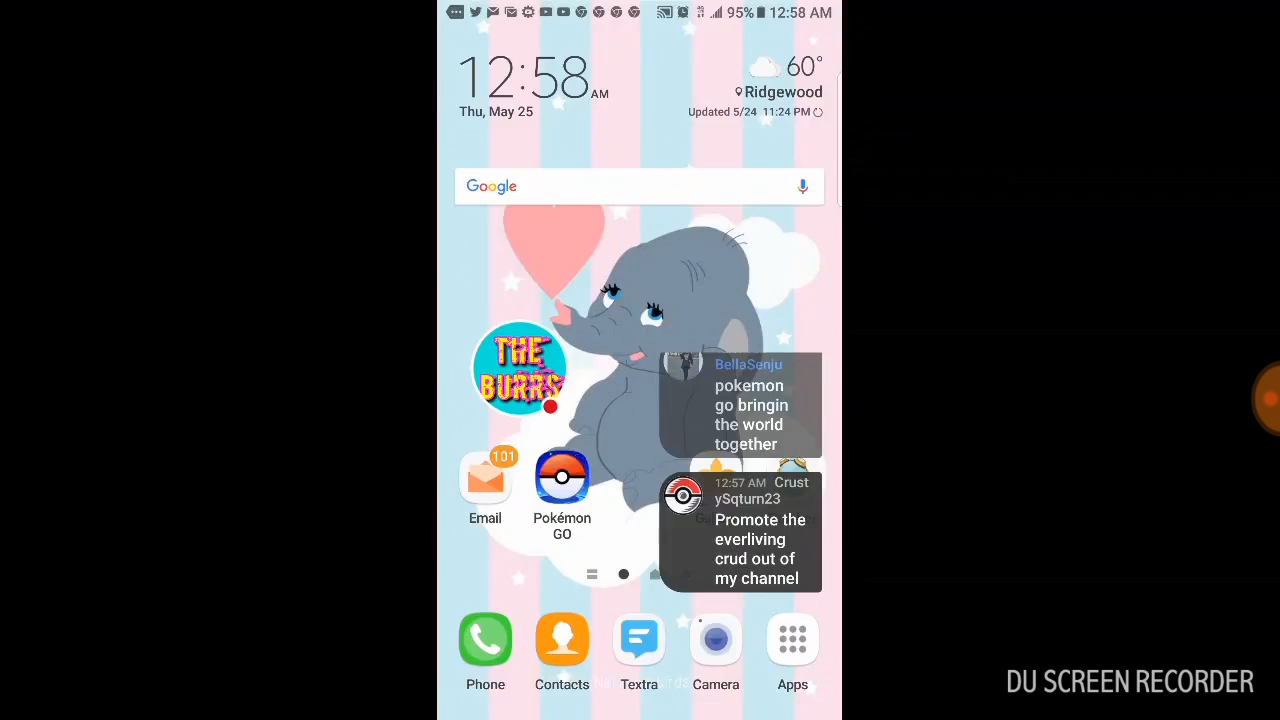 95% 12:58 AM
12:58 AM
60°
Ridgewood
Thu, May 25
Updated 5/24 11:24 PM
Google
THE
BURRS
BellaSenju
pokemon
go bringin
the world
together
101
12:57 AM Crust
ySqturn23
Promote the
everliving
crud out of
my channel
Email
Pokémon
GO
Phone
Contacts
Textra
Camera
Apps
DU SCREEN RECORDER